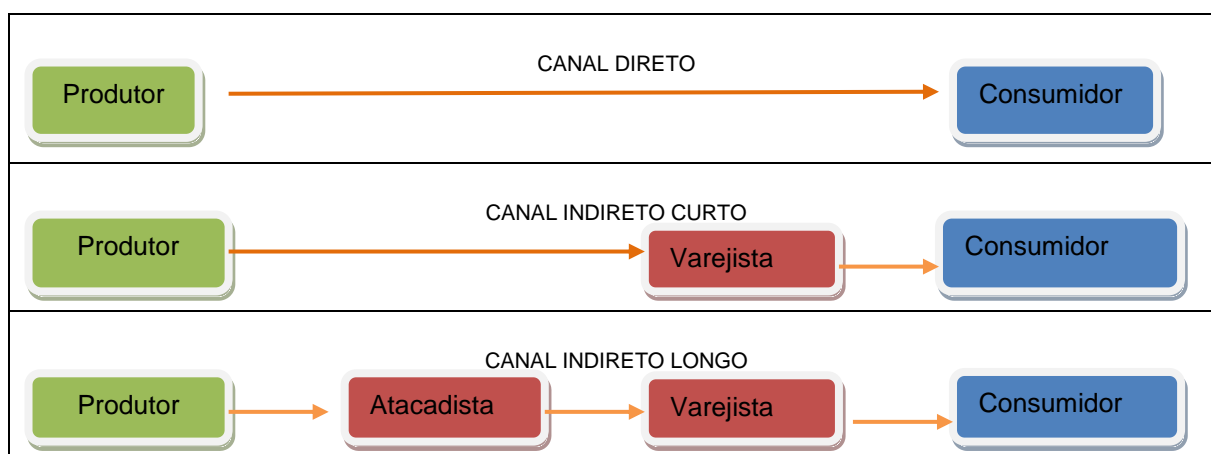 CANAL DIRETO
Produtor
Consumidor
CANAL INDIRETO CURTO
Produtor
Varejista
Consumidor
CANAL INDIRETO LONGO
Produtor
Atacadista
Varejista
Consumidor